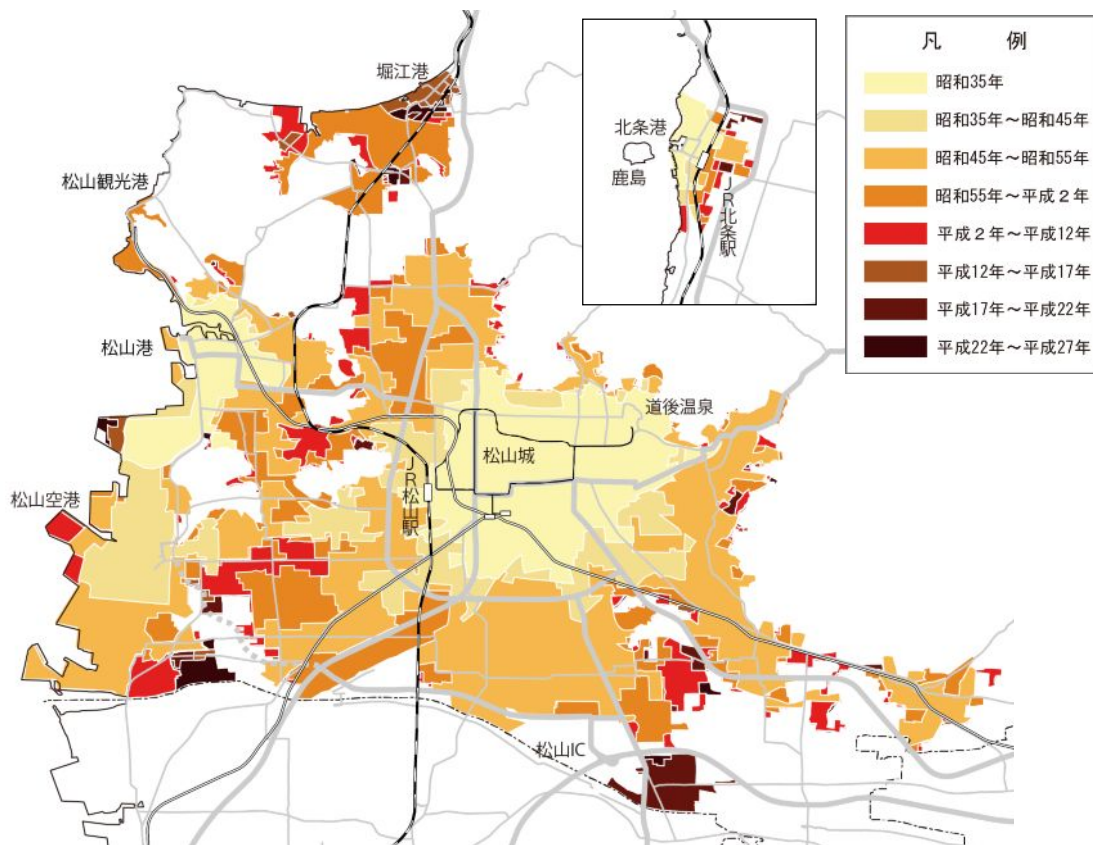 堀江港
松山観光港
松山港
松山空港
JR松山駅
松山城
道後温泉
松山IC
北条港
鹿島
JR北条駅
凡　例
昭和35年
昭和35年～昭和45年
昭和45年～昭和55年
昭和55年～平成２年
平成２年～平成12年
平成12年～平成17年
平成17年～平成22年
平成22年～平成27年